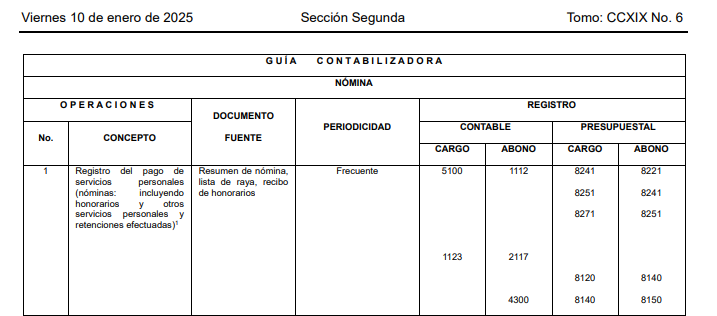 Viernes 10 de enero de 2025 Sección Segunda Tomo: CCXIX No. 6
GUÍA CONTABILIZADORA
NÓMINA
OPERACIONES DOCUMENTO FUENTE PERIODICIDAD REGISTRO
No. CONCEPTO CONTABLE PRESUPUESTAL
CARGO ABONO CARGO ABONO
1 Registro del pago de Resumen de nómina, Frecuente 5100 1112 8241 8221
servicios personales lista de raya, recibo
(nóminas: incluyendo de honorarios 8251 8241
honorarios y otros
servicios personales y 8271 8251
retenciones efectuadas)¹
1123 2117
8120 8140
4300 8140 8150